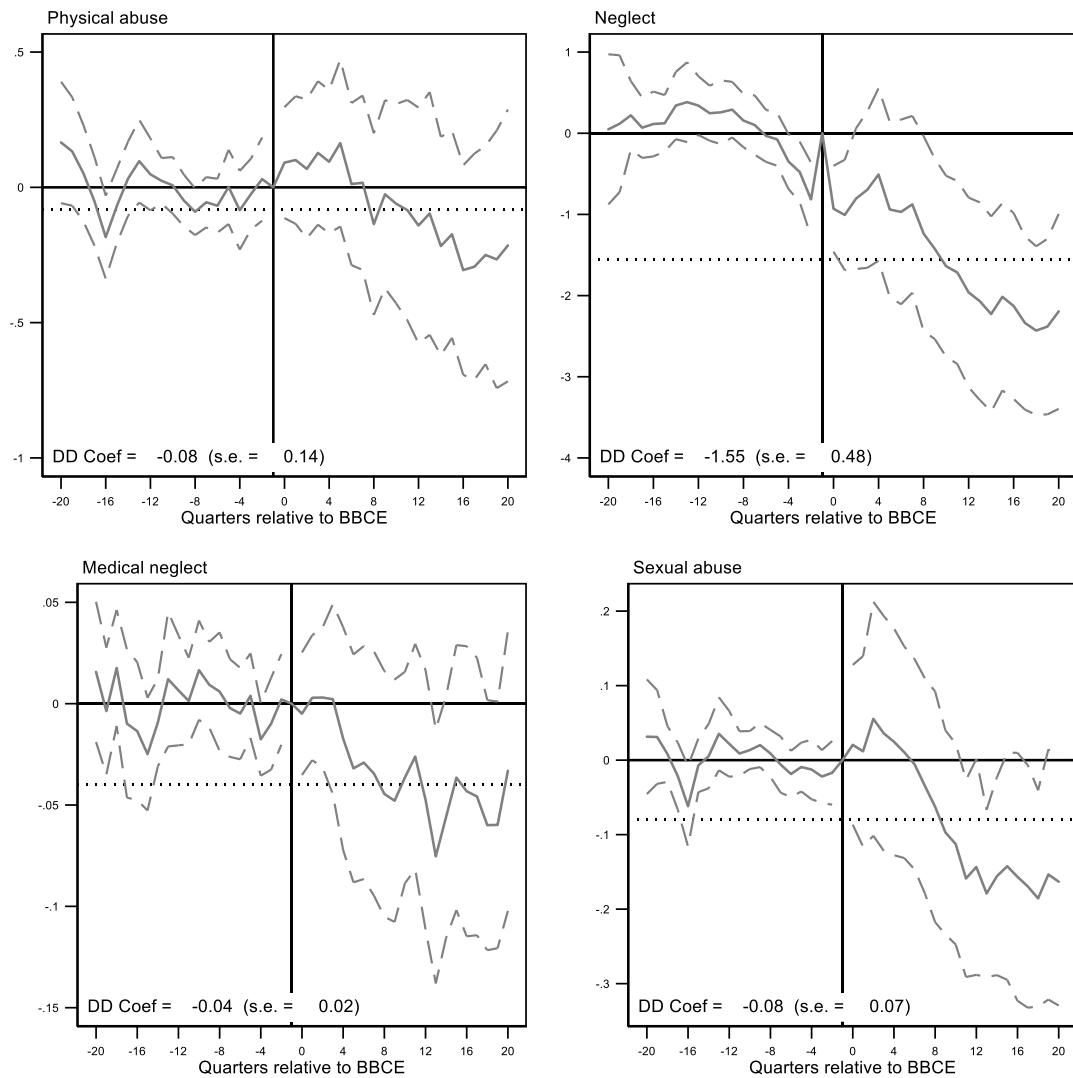 Physical abuse
.5
0
-.5
-1
DD Coef = -0.08 (s.e. = 0.14)
-20 -16 -12 -8 -4 0 4 8 12 16 20
Quarters relative to BBCE
Neglect
1
0
-1
-2
-3
-4
DD Coef = -1.55 (s.e. = 0.48)
-20 -16 -12 -8 -4 0 4 8 12 16 20
Quarters relative to BBCE
Medical neglect
.05
0
-.05
-.1
-.15
DD Coef = -0.04 (s.e. = 0.02)
-20 -16 -12 -8 -4 0 4 8 12 16 20
Quarters relative to BBCE
Sexual abuse
.2
.1
0
-.1
-.2
-.3
DD Coef = -0.08 (s.e. = 0.07)
-20 -16 -12 -8 -4 0 4 8 12 16 20
Quarters relative to BBCE